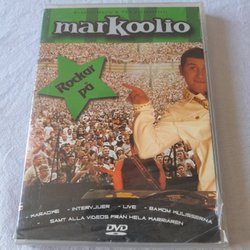 markoolio
Rockar
på
- KARAOKE - INTERVJUER - LIVE - BAKOM KULISSERNA
- SAMT ALLA VIDEOS FRÅN HELA KARRIÄREN
DVD